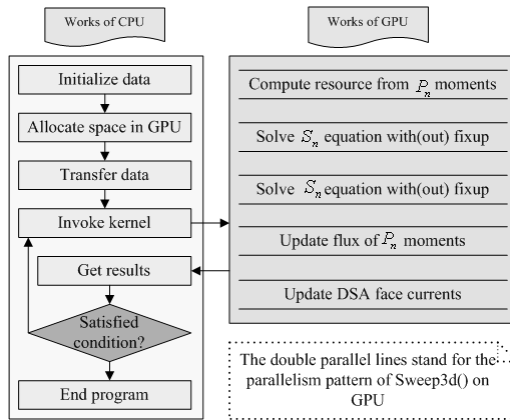 Works of CPU
Works of GPU
Initialize data
Allocate space in GPU
Transfer data
Invoke kernel
Get results
Satisfied
condition?
End program
Compute resource from Pn moments
Solve Sn equation with(out) fixup
Solve Sn equation with(out) fixup
Update flux of Pn moments
Update DSA face currents
The double parallel lines stand for the
parallelism pattern of Sweep3d() on
GPU